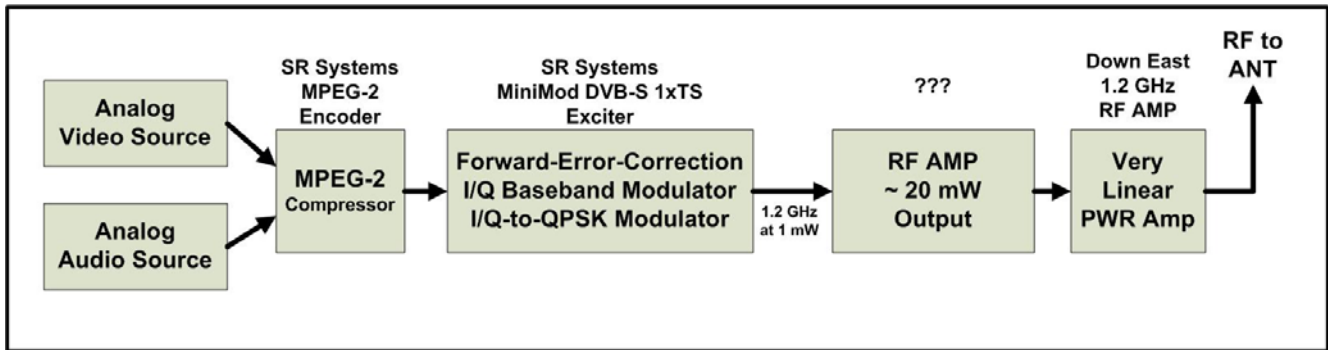 Analog
Video Source
Analog
Audio Source
SR Systems
MPEG-2
Encoder
MPEG-2
Compressor
SR Systems
MiniMod DVB-S 1xTS
Exciter
Forward-Error-Correction
I/Q Baseband Modulator
I/Q-to-QPSK Modulator
1.2 GHz
at 1 mW
???
RF AMP
~ 20 mW
Output
Down East
1.2 GHz
RF AMP
Very
Linear
PWR Amp
RF to
ANT